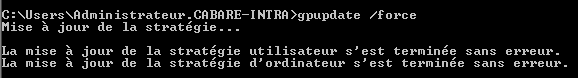 C:\Users\Administrateur.CABARE-INTRA>gpupdate /force
Mise à jour de la stratégie...
La mise à jour de la stratégie utilisateur s'est terminée sans erreur.
La mise à jour de la stratégie d'ordinateur s'est terminée sans erreur.